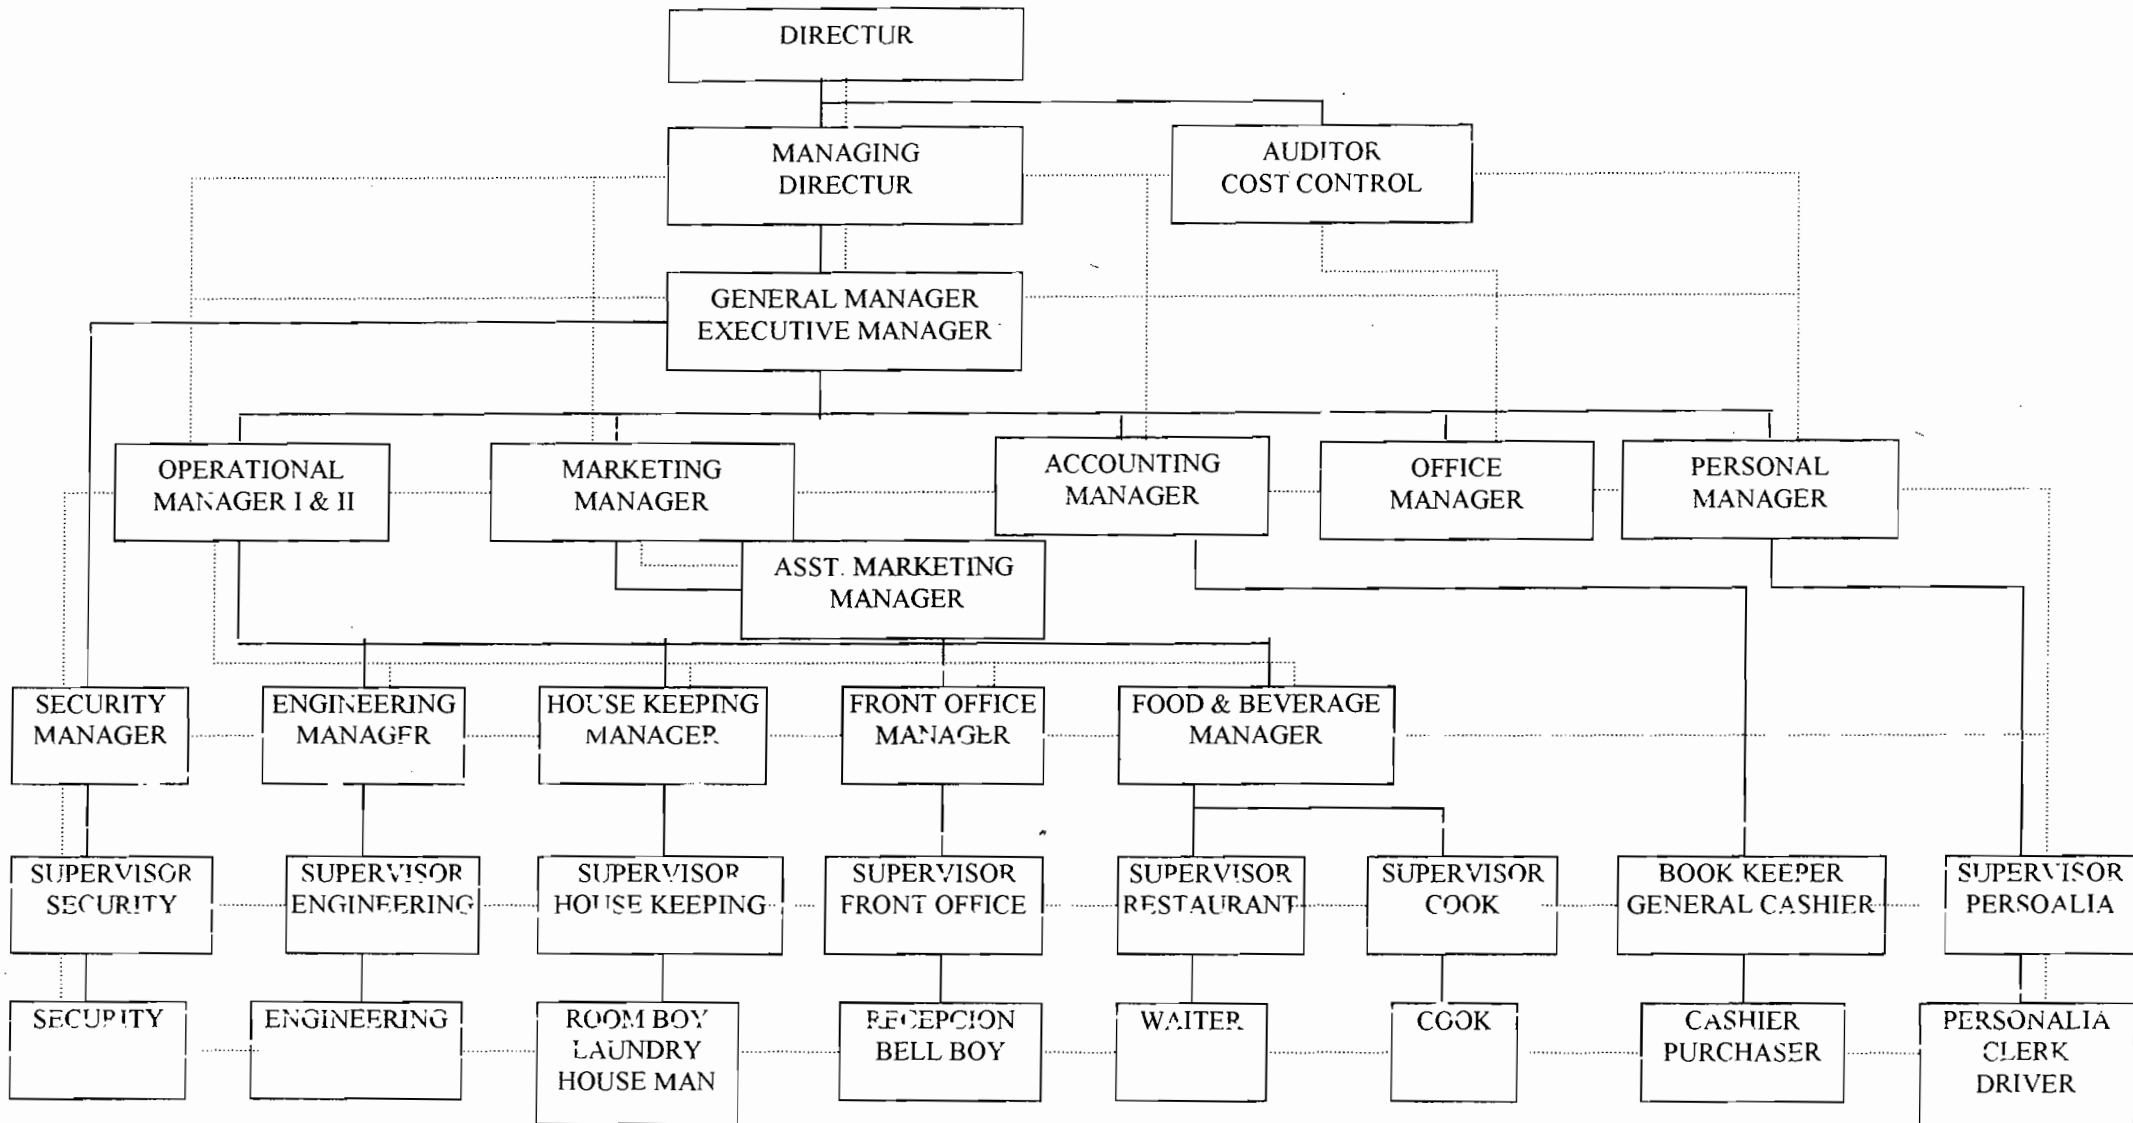 DIRECTUR
MANAGING
DIRECTUR
AUDITOR
COST CONTROL
GENERAL MANAGER
EXECUTIVE MANAGER
OPERATIONAL
MANAGER I & II
MARKETING
MANAGER
ACCOUNTING
MANAGER
OFFICE
MANAGER
PERSONAL
MANAGER
ASST. MARKETING
MANAGER
SECURITY
MANAGER
ENGINEERING
MANAGER
HOUSE KEEPING
MANAGER
FRONT OFFICE
MANAGER
FOOD & BEVERAGE
MANAGER
SUPERVISOR
SECURITY
SUPERVISOR
ENGINEERING
SUPERVISOR
HOUSE KEEPING
SUPERVISOR
FRONT OFFICE
SUPERVISOR
RESTAURANT
SUPERVISOR
COOK
BOOK KEEPER
GENERAL CASHIER
SUPERVISOR
PERSOALIA
SECURITY
ENGINEERING
ROOM BOY
LAUNDRY
HOUSE MAN
RECEPCION
BELL BOY
WAITER
COOK
CASHIER
PURCHASER
PERSONALIA
CLERK
DRIVER